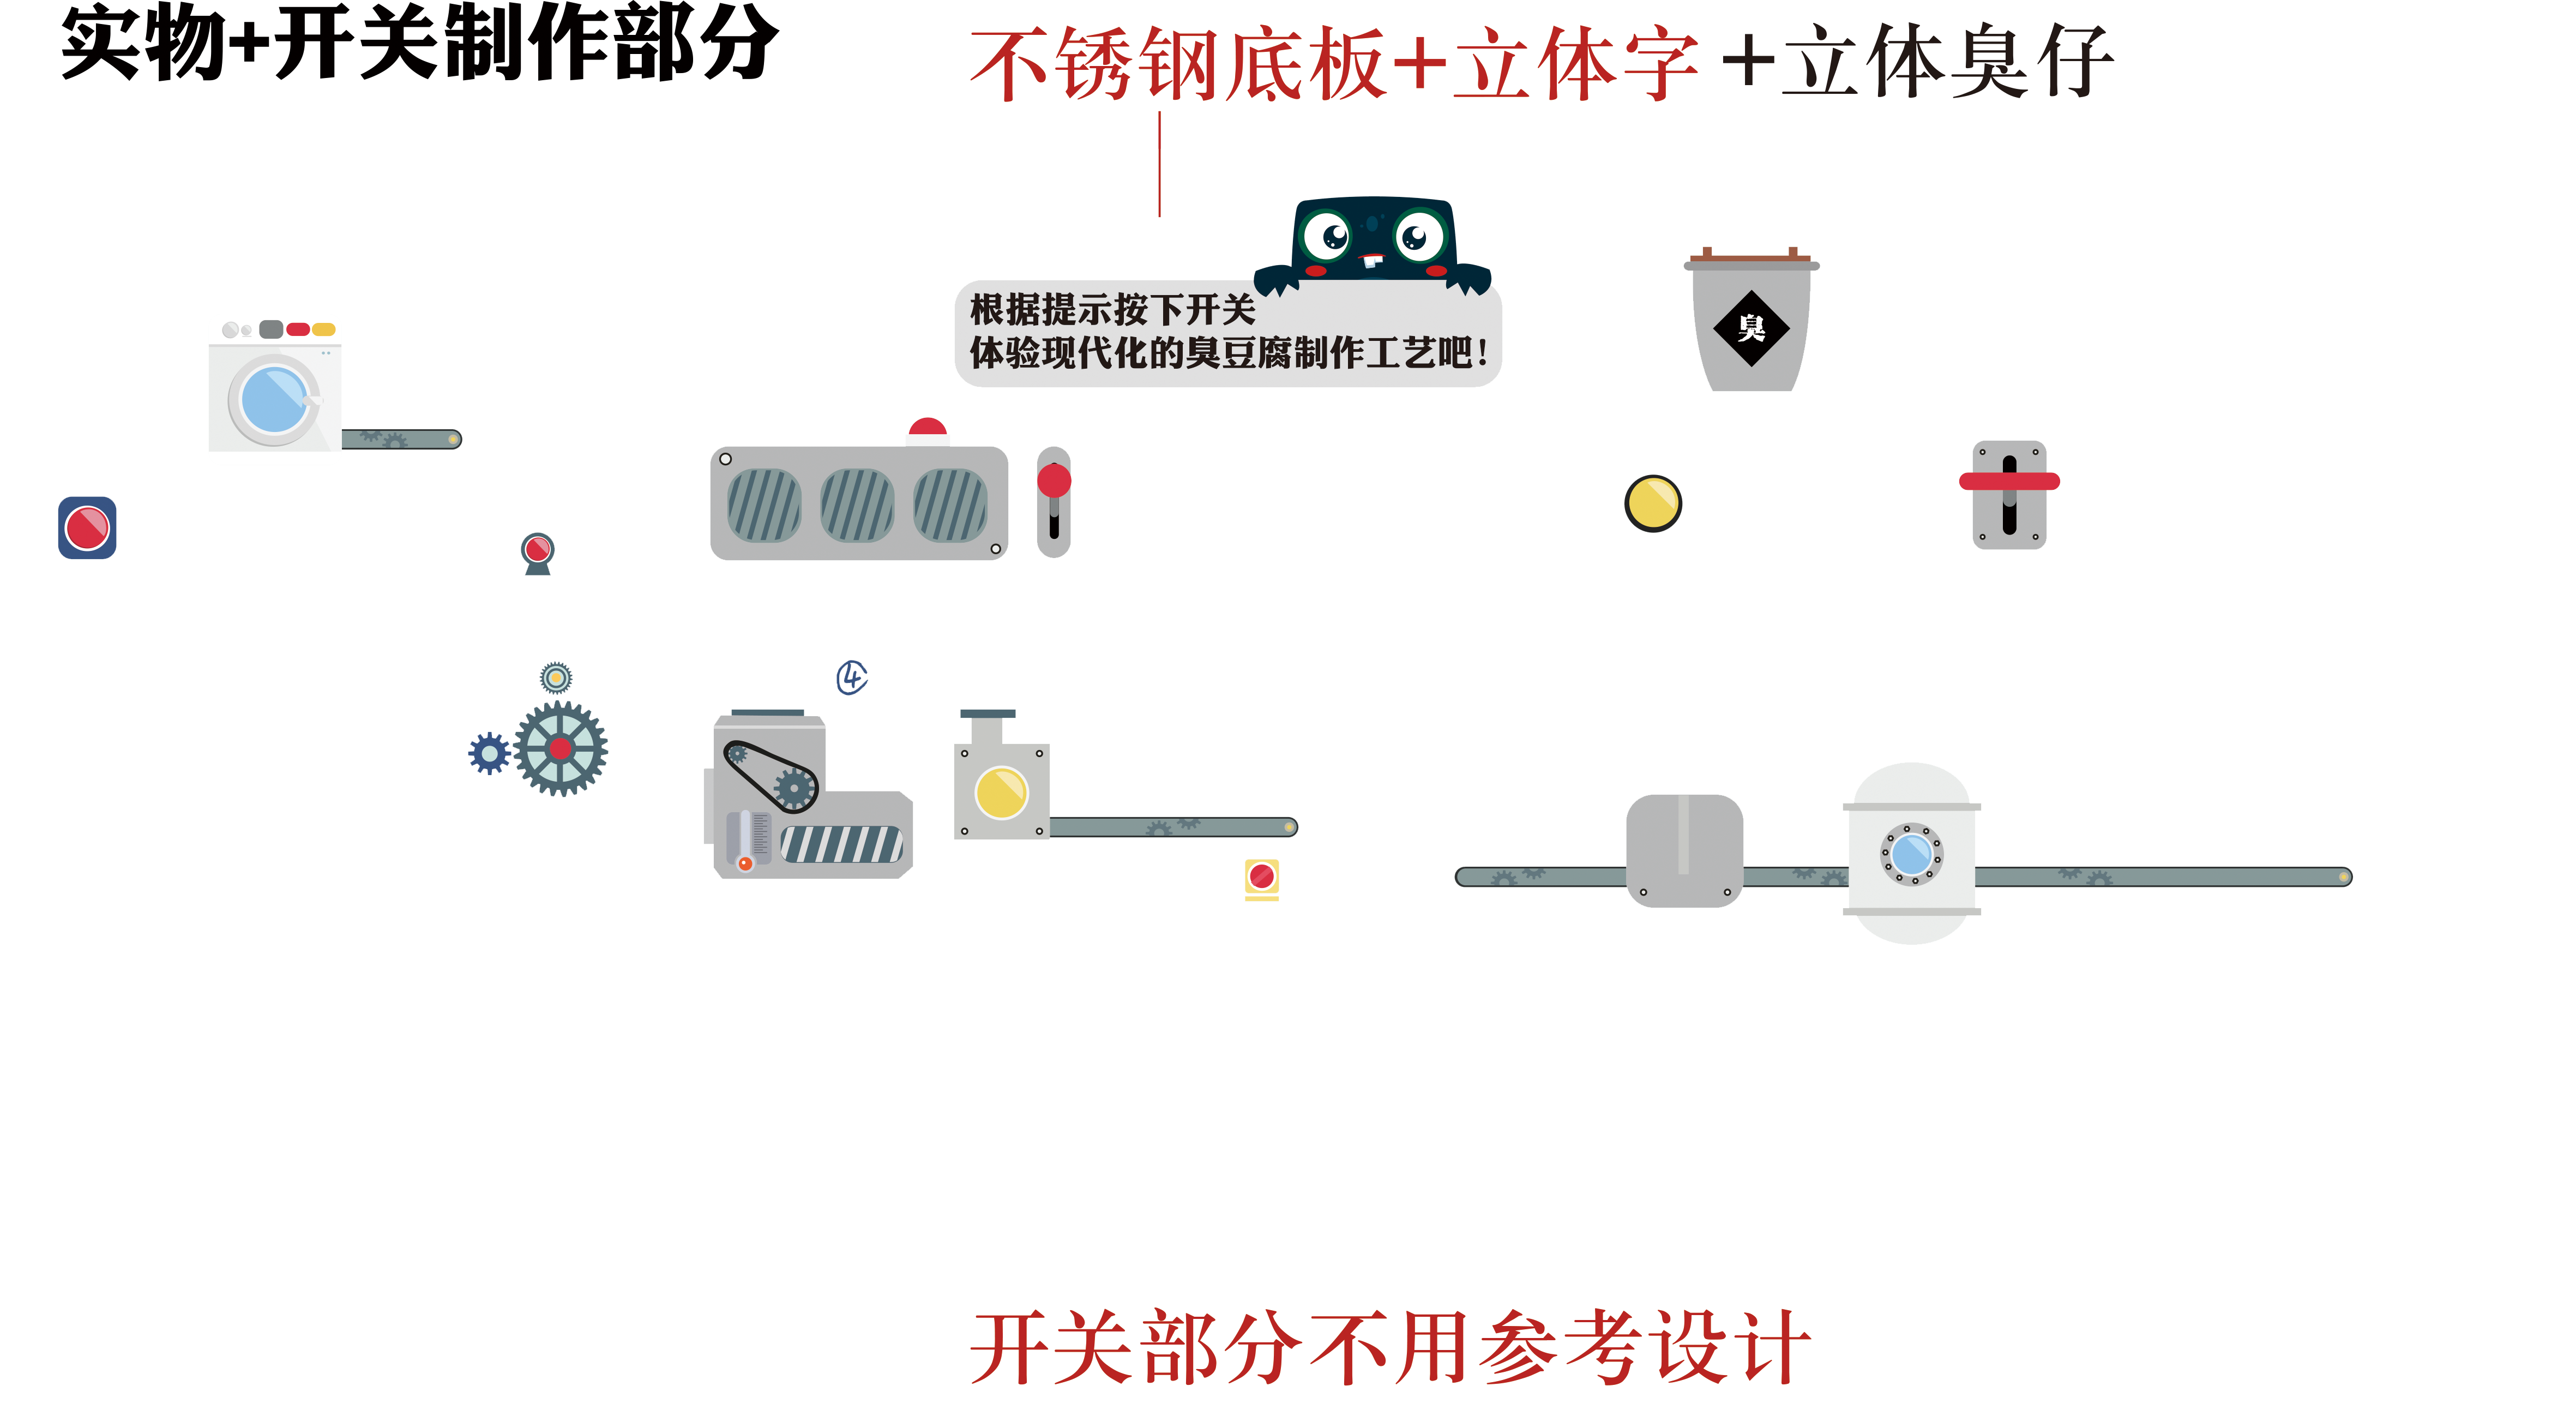 实物+开关制作部分
不锈钢底板+立体字 +立体臭仔
根据提示按下开关
体验现代化的臭豆腐制作工艺吧!
臭
④
开关部分不用参考设计